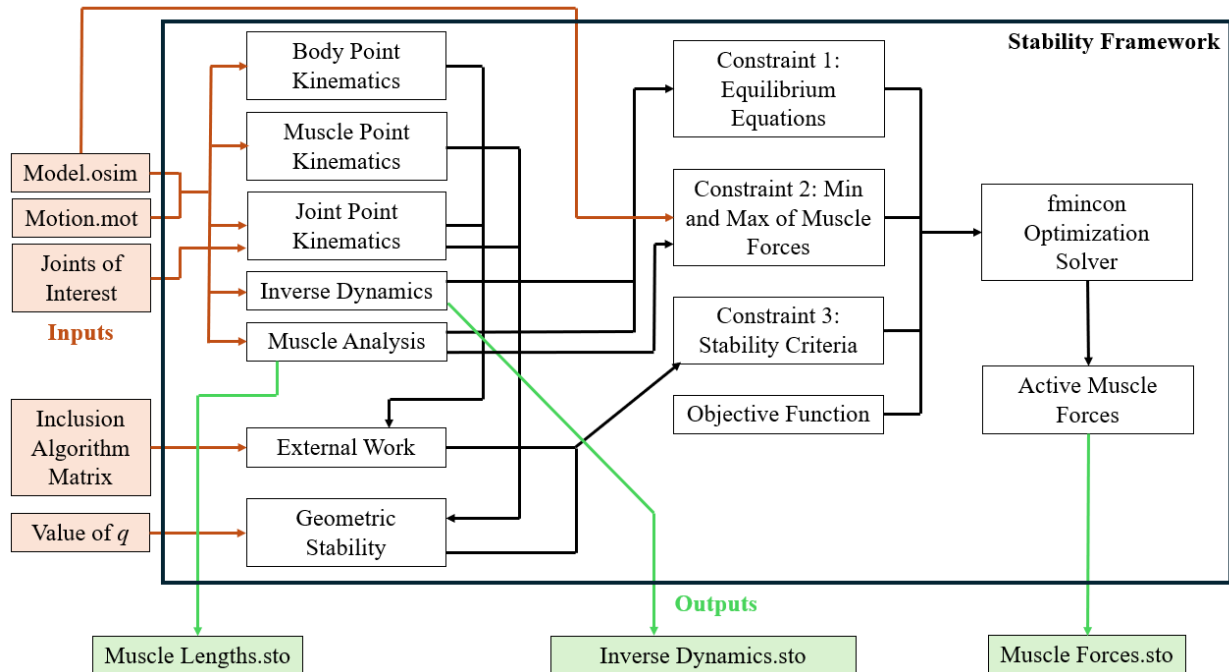 Stability Framework
Body Point
Kinematics
Muscle Point
Kinematics
Joint Point
Kinematics
Inverse Dynamics
Muscle Analysis
External Work
Geometric
Stability
Model.osim
Motion.mot
Joints of
Interest
Inputs
Inclusion
Algorithm
Matrix
Value of q
Constraint 1:
Equilibrium
Equations
Constraint 2: Min
and Max of Muscle
Forces
Constraint 3:
Stability Criteria
Objective Function
fmincon
Optimization
Solver
Active Muscle
Forces
Outputs
Muscle Lengths.sto
Inverse Dynamics.sto
Muscle Forces.sto